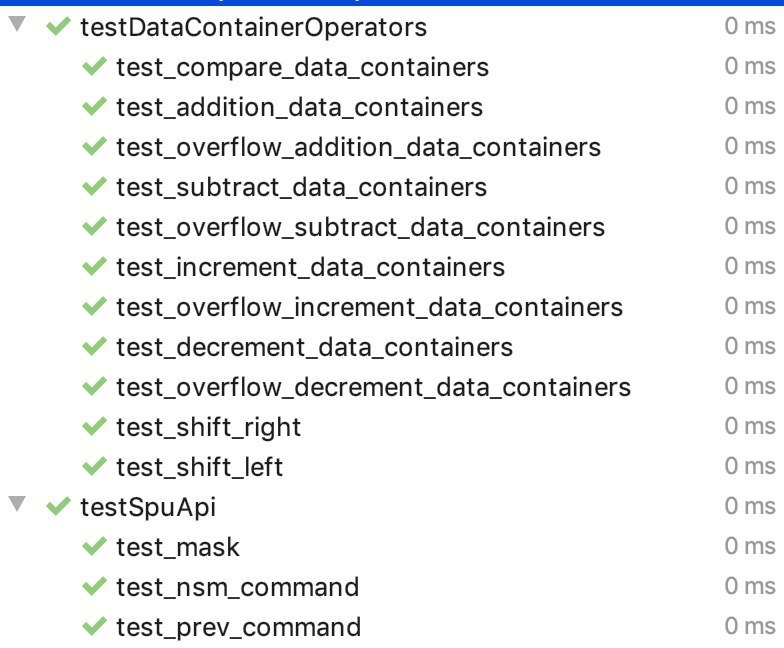 testDataContainerOperators 0 ms
test_compare_data_containers 0 ms
test_addition_data_containers 0 ms
test_overflow_addition_data_containers 0 ms
test_subtract_data_containers 0 ms
test_overflow_subtract_data_containers 0 ms
test_increment_data_containers 0 ms
test_overflow_increment_data_containers 0 ms
test_decrement_data_containers 0 ms
test_overflow_decrement_data_containers 0 ms
test_shift_right 0 ms
test_shift_left 0 ms
testSpuApi 0 ms
test_mask 0 ms
test_nsm_command 0 ms
test_prev_command 0 ms